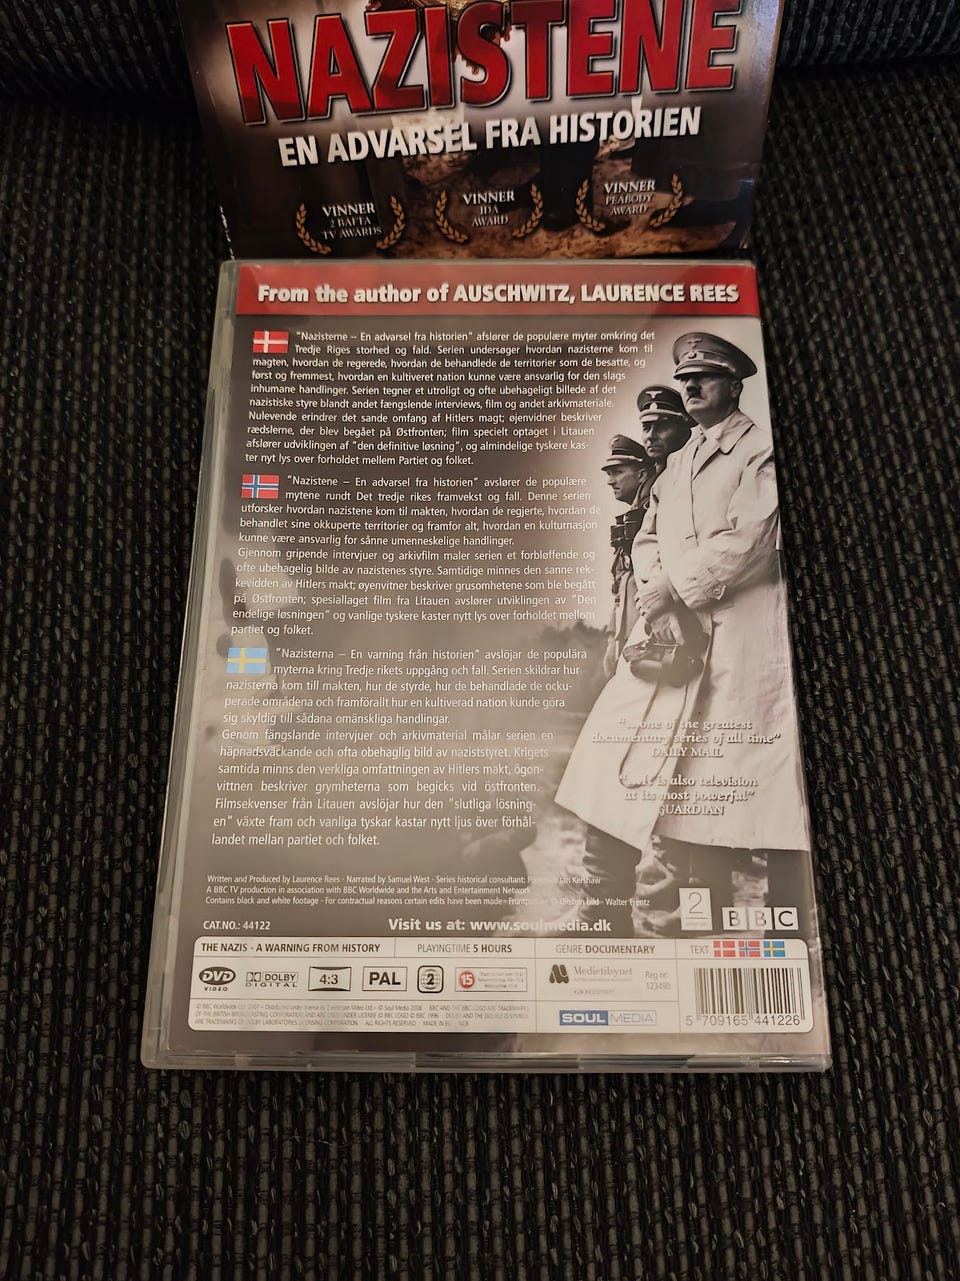 NAZISTENE
EN ADVARSEL FRA HISTORIEN
VINNER
2 BAFTA
TV AWARDS
VINNER
IDA
AWARD
VINNER
PEABODY
AWARD
From the author of AUSCHWITZ, LAURENCE REES
"Nazisterne – En advarsel fra historien" afslører de populære myter omkring det
Tredje Riges storhed og fald. Serien undersøger hvordan nazisterne kom til
magten, hvordan de regerede, hvordan de behandlede de territorier som de besatte, og
først og fremmest, hvordan en kultiveret nation kunne være ansvarlig for den slags
inhumane handlinger. Serien tegner et utroligt og ofte ubehageligt billede af det
nazistiske styre blandt andet fængslende interviews, film og andet arkivmateriale.
Nulevende erindrer det sande omfang af Hitlers magt; øjenvidner beskriver
rædslerne, der blev begået på Østfronten; film specielt optaget i Litauen
afslører udviklingen af "den definitive løsning", og almindelige tyskere kas-
ter nyt lys over forholdet mellem Partiet og folket.
"Nazistene – En advarsel fra historien" avslører de populære
mytene rundt Det tredje rikes framvekst og fall. Denne serien
utforsker hvordan nazistene kom til makten, hvordan de regjerte, hvordan de
behandlet sine okkuperte territorier og framfor alt, hvordan en kulturnasjon
kunne være ansvarlig for sånne umenneskelige handlinger.
Gjennom gripende intervjuer og arkivfilm maler serien et forbløffende og
ofte ubehagelig bilde av nazistenes styre. Samtidige minnes den sanne rek-
kevidden av Hitlers makt; øyenvitner beskriver grusomhetene som ble begått
på Østfronten; spesiallaget film fra Litauen avslører utviklingen av "Den
endelige løsningen" og vanlige tyskere kaster nytt lys over forholdet mellom
partiet og folket.
"Nazisterna – En varning från historien" avslöjar de populära
myterna kring Tredje rikets uppgång och fall. Serien skildrar hur
nazisterna kom till makten, hur de styrde, hur de behandlade de ocku-
perade områdena och framförallt hur en kultiverad nation kunde göra
sig skyldig till sådana omänskliga handlingar.
Genom fängslande intervjuer och arkivmaterial målar serien en
häpnadsväckande och ofta obehaglig bild av naziststyret. Krigets
samtida minns den verkliga omfattningen av Hitlers makt, ögon-
vittnen beskriver grymheterna som begicks vid östfronten.
Filmsekvenser från Litauen avslöjar hur den "slutliga lösning-
en" växte fram och vanliga tyskar kastar nytt ljus över förhål-
landet mellan partiet och folket.
"...one of the greatest
documentary series of all time"
DAILY MAIL
"...It is also television
at its most powerful"
GUARDIAN
Written and Produced by Laurence Rees - Narrated by Samuel West - Series historical consultant: Ian Kershaw
A BBC TV production in association with BBC Worldwide and the Arts and Entertainment Network
Contains black and white footage - For contractual reasons certain edits have been made - © Ullstein bild - Walter Frentz
2
BBC
CAT.NO.: 44122
Visit us at: www.soulmedia.dk
THE NAZIS - A WARNING FROM HISTORY
PLAYINGTIME 5 HOURS
GENRE DOCUMENTARY
TEXT
DVD
VIDEO
DOLBY
DIGITAL
4:3
PAL
2
15
Medietilsynet
Reg nr:
123490
SOUL MEDIA
5 709165 441226